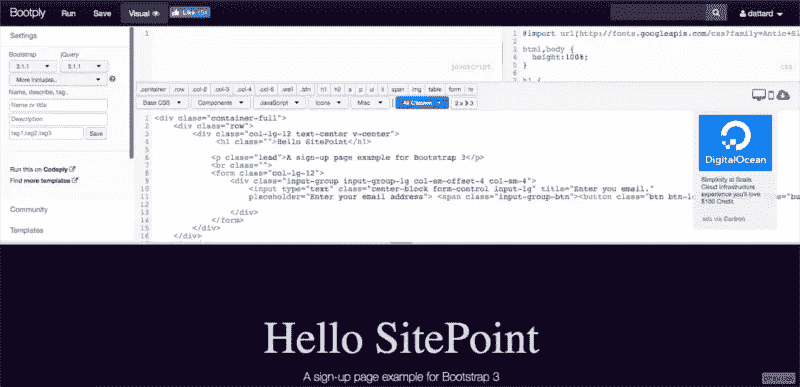 Bootply Run Save Visual Like dattard
Settings
Bootstrap jQuery
3.1.1 2.1.1
More Includes..
Name, describe, tag..
Name or title
Description
tag1,tag2,tag3 Save
Run this on Codeply
Find more templates
Community
Templates
1
javascript
@import url(http://fonts.googleapis.com/css?family=Antic+Sl
html,body {
height:100%;
}
h1 {
css
.container .row .col-2 .col-3 .col-4 .col-6 .well .btn h1 h3 a p ul li span img table form hr
Base CSS Components JavaScript Icons Misc All Classes 2 x 3
1 <div class="container-full">
2 <div class="row">
3 <div class="col-lg-12 text-center v-center">
4 <h1 class="">Hello SitePoint</h1>
5
6 <p class="lead">A sign-up page example for Bootstrap 3</p>
7 <br class="">
8 <form class="col-lg-12">
9 <div class="input-group input-group-lg col-sm-offset-4 col-sm-4">
10 <input type="text" class="center-block form-control input-lg" title="Enter you email."
11 placeholder="Enter your email address"> <span class="input-group-btn"><button class="btn btn-l
12
13 </div>
14 </form>
15 </div>
16 </div>
DigitalOcean
Simplicity at Scale.
Cloud infrastructure
experience you'll love.
$100 Credit.
ads via Carbon
Hello SitePoint
A sign-up page example for Bootstrap 3